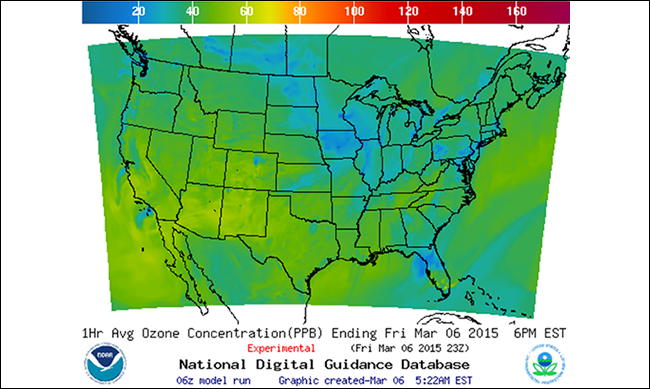 20 40 60 80 100 120 140 160
1Hr Avg Ozone Concentration(PPB) Ending Fri Mar 06 2015 6PM EST
Experimental (Fri Mar 06 2015 23Z)
National Digital Guidance Database
06z model run Graphic created-Mar 06 5:22AM EST
NOAA